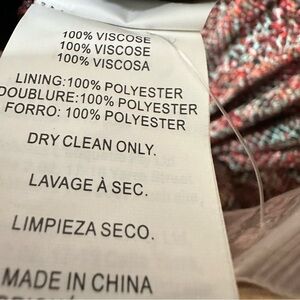 100% VISCOSE
100% VISCOSE
100% VISCOSA
LINING:100% POLYESTER
DOUBLURE:100% POLYESTER
FORRO: 100% POLYESTER
DRY CLEAN ONLY.
LAVAGE À SEC.
LIMPIEZA SECO.
MADE IN CHINA